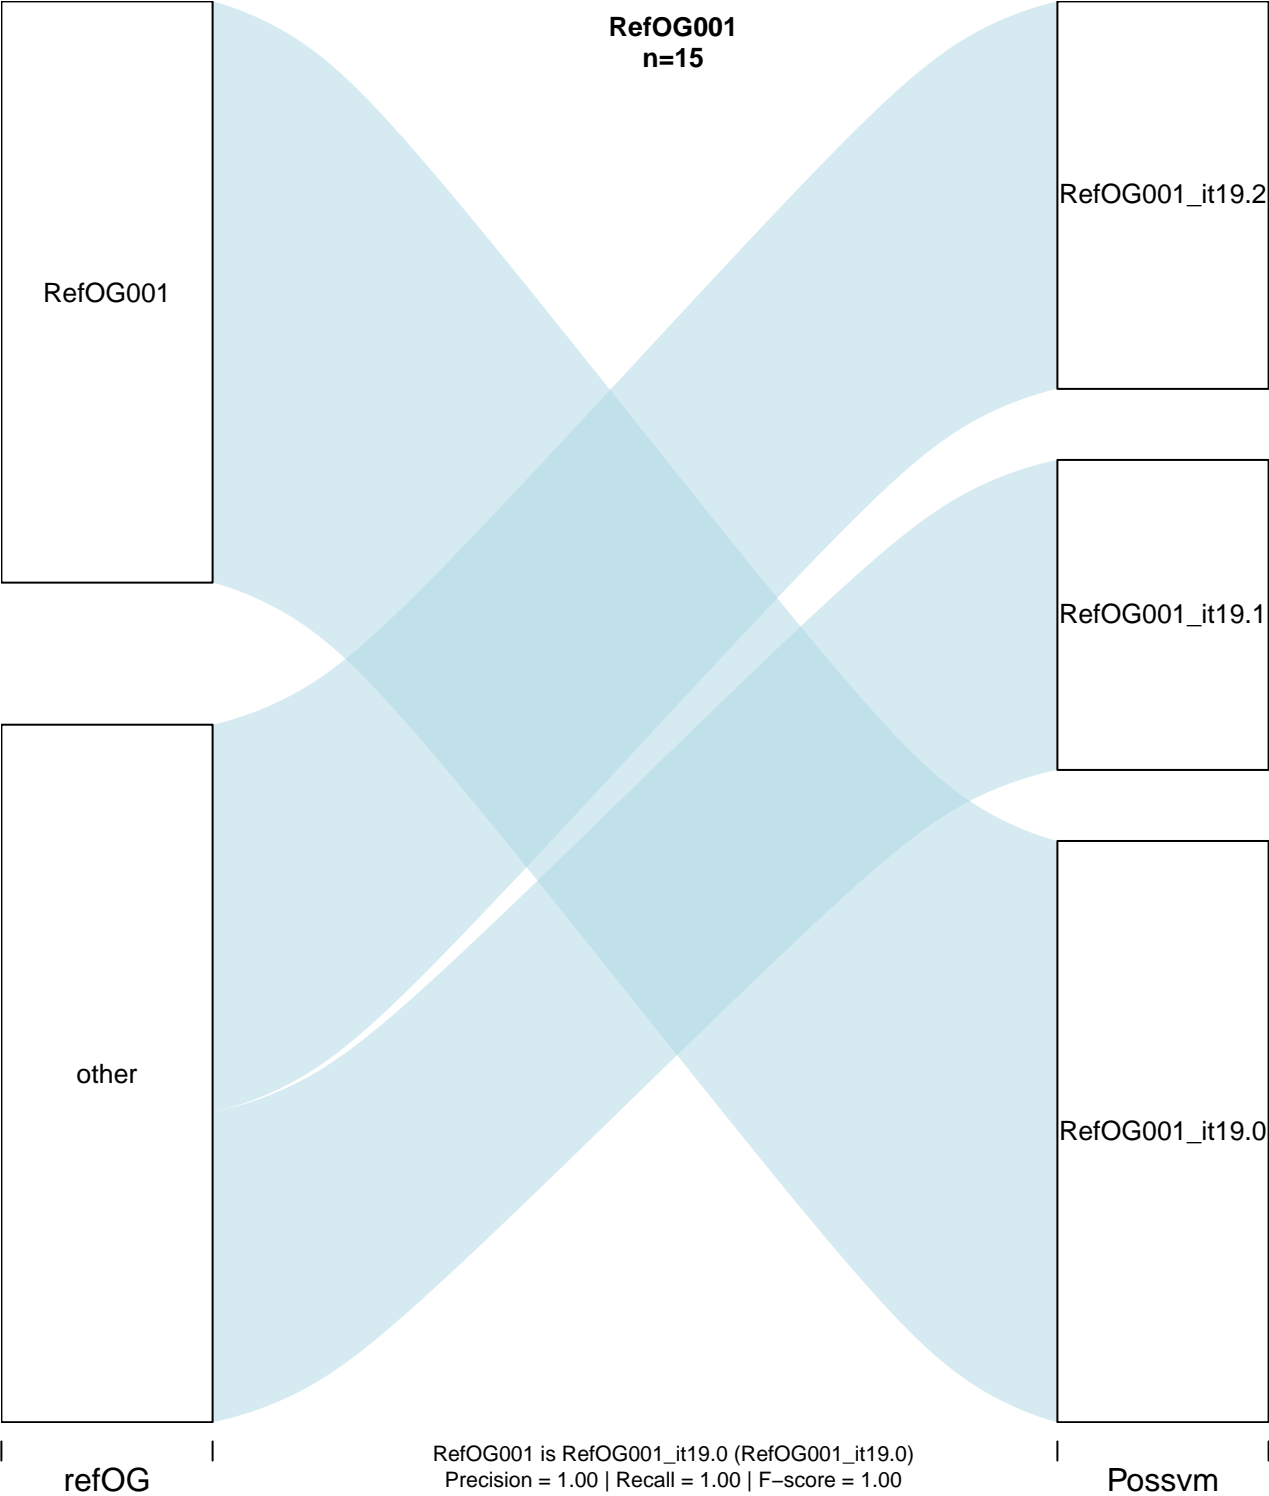 RefOG001
n=15
RefOG001
other
RefOG001_it19.2
RefOG001_it19.1
RefOG001_it19.0
refOG
RefOG001 is RefOG001_it19.0 (RefOG001_it19.0)
Precision = 1.00 | Recall = 1.00 | F−score = 1.00
Possvm